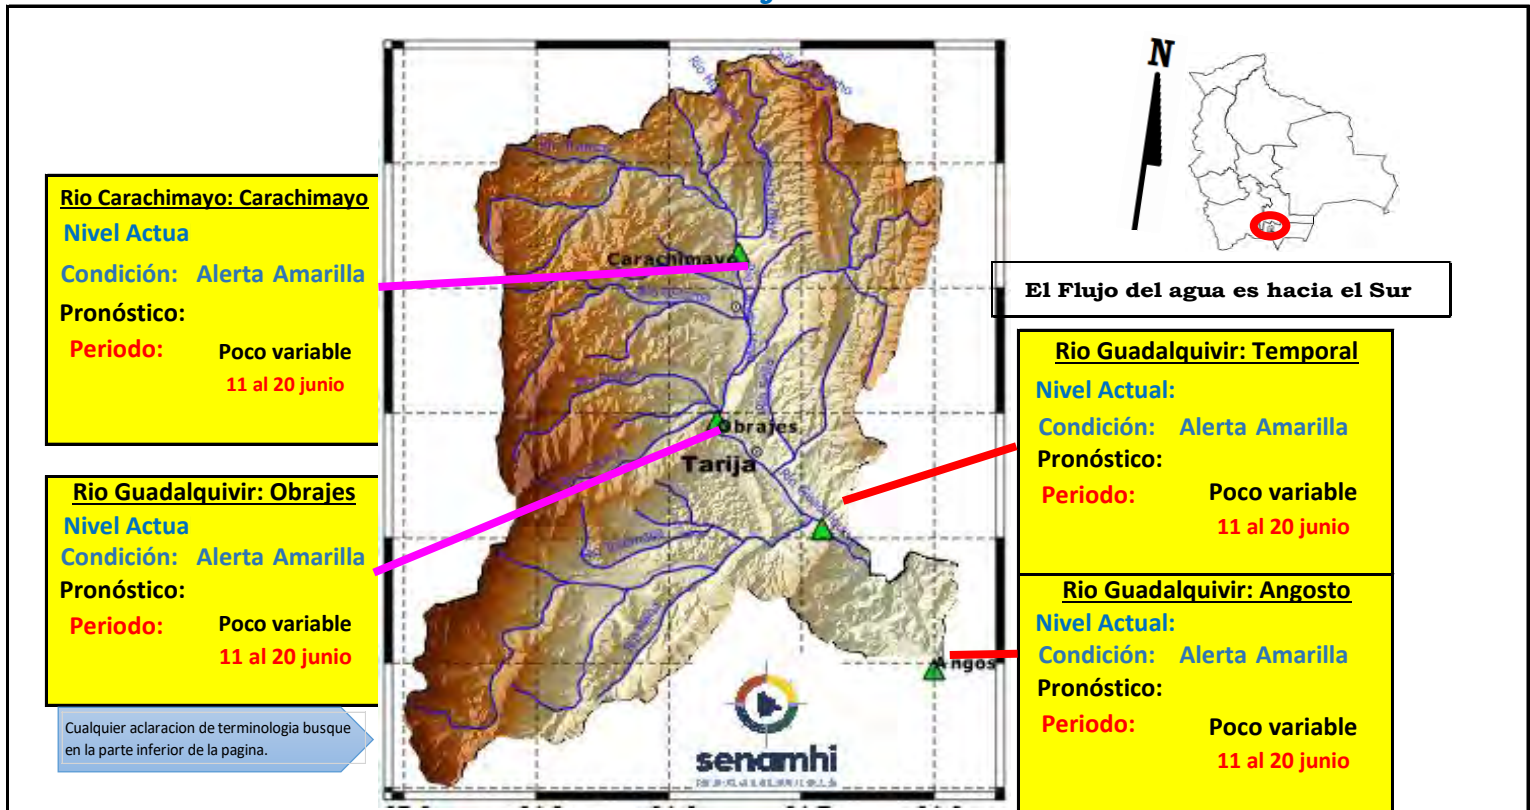 N
El Flujo del agua es hacia el Sur
Rio Carachimayo: Carachimayo
Nivel Actua
Condición: Alerta Amarilla
Pronóstico:
Periodo: Poco variable
11 al 20 junio
Rio Guadalquivir: Obrajes
Nivel Actua
Condición: Alerta Amarilla
Pronóstico:
Periodo: Poco variable
11 al 20 junio
Cualquier aclaracion de terminologia busque
en la parte inferior de la pagina.
Carachimayo
Obrajes
Tarija
Angos
senamhi
Rio Guadalquivir: Temporal
Nivel Actual:
Condición: Alerta Amarilla
Pronóstico:
Periodo: Poco variable
11 al 20 junio
Rio Guadalquivir: Angosto
Nivel Actual:
Condición: Alerta Amarilla
Pronóstico:
Periodo: Poco variable
11 al 20 junio